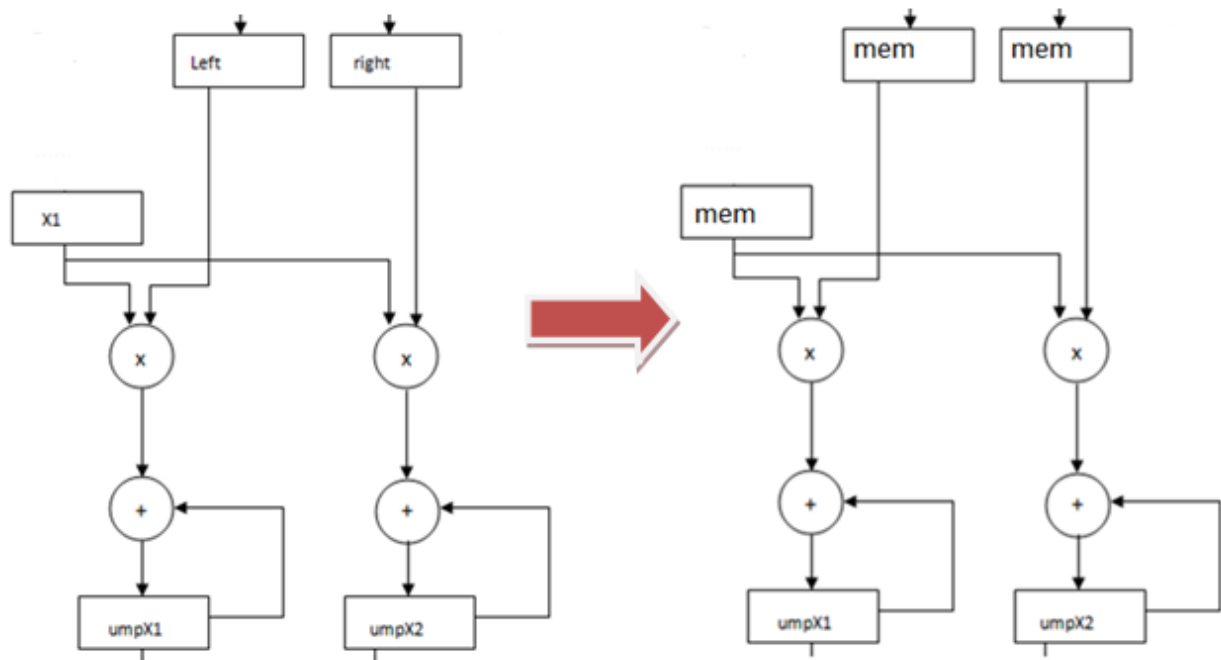 Left
right
X1
x
x
+
+
umpX1
umpX2
mem
mem
mem
x
x
+
+
umpX1
umpX2